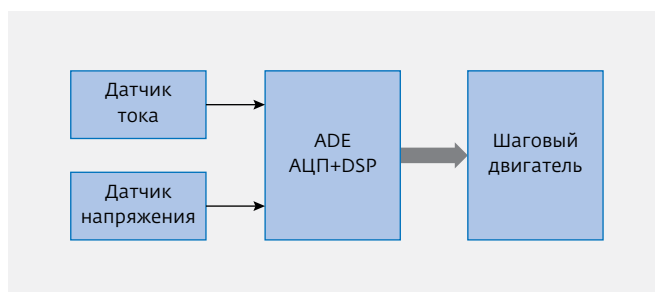 Датчик
тока
Датчик
напряжения
ADE
АЦП+DSP
Шаговый
двигатель